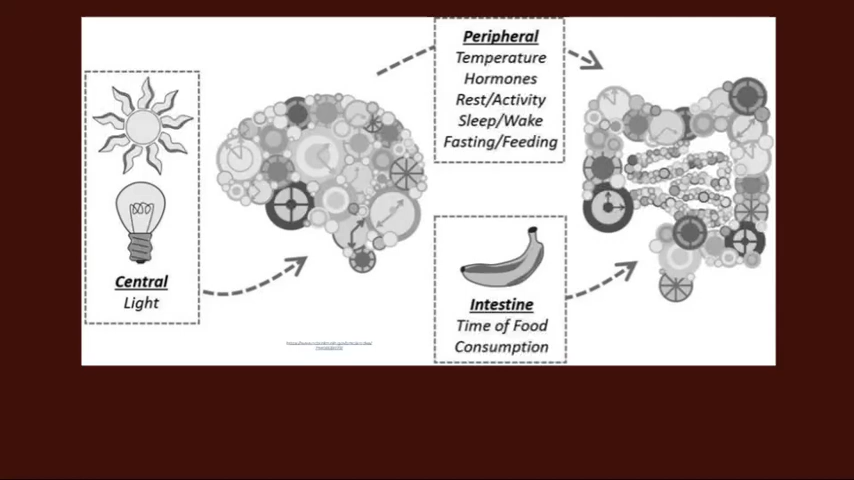 Central
Light
Peripheral
Temperature
Hormones
Rest/Activity
Sleep/Wake
Fasting/Feeding
Intestine
Time of Food
Consumption